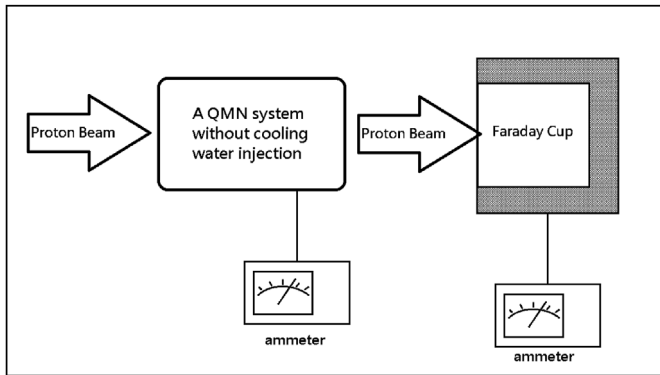 Proton Beam
A QMN system
without cooling
water injection
Proton Beam
Faraday Cup
ammeter
ammeter